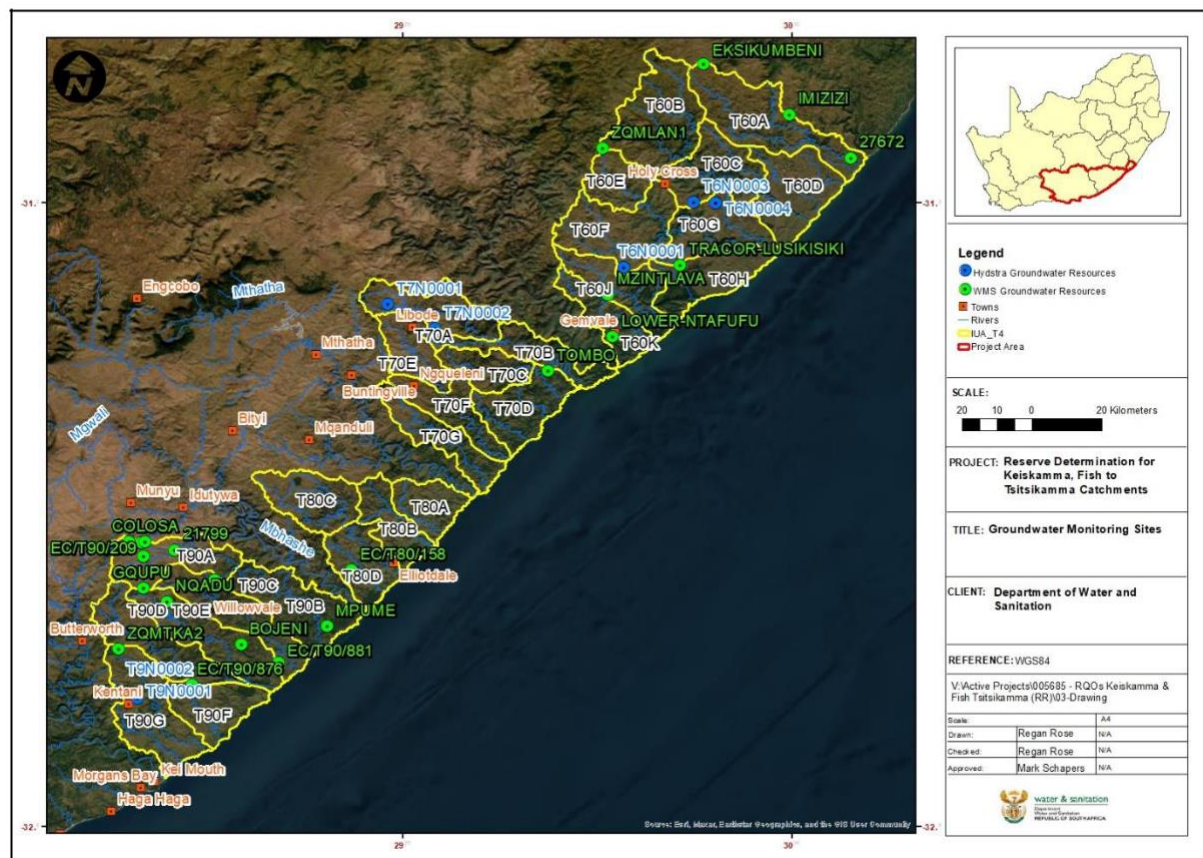 29°
30°
-31.°
-32.°
29°
30°
N
EKSIKUMBENI
IMIZIZI
T60B
T60A
ZQMLAN1
27672
T60C
Holy Cross
T60E
T60D
T6N0003
T6N0004
T60G
T60F
T6N0001
TRACOR-LUSIKISIKI
MZINTLAVA
T60H
T60J
Engcobo
Mthatha
T7N0001
Libode
T7N0002
T70A
Gemvale
LOWER-NTAFUFU
T60K
Mthatha
T70B
TOMBO
T70E
T70C
Ngqueleni
Buntingville
T70F
T70D
Bityi
Mgwali
Mqanduli
T70G
Munyu
Idutywa
T80C
T80A
Mbhashe
T80B
COLOSA
21799
EC/T90/209
T90A
EC/T80/158
Elliotdale
T80D
GQUPU
NQADU
T90C
T90D
T90E
Willowvale
T90B
MPUME
Butterworth
ZQMTKA2
BOJENI
EC/T90/881
T9N0002
EC/T90/876
Kentani
T9N0001
T90G
T90F
Morgans Bay
Kei Mouth
Haga Haga
Source: Esri, Maxar, Earthstar Geographics, and the GIS User Community
Legend
Hydstra Groundwater Resources
WMS Groundwater Resources
Towns
Rivers
IUA_T4
Project Area
SCALE:
20 10 0 20 Kilometers
PROJECT: Reserve Determination for
Keiskamma, Fish to
Tsitsikamma Catchments
TITLE: Groundwater Monitoring Sites
CLIENT: Department of Water and
Sanitation
REFERENCE: WGS84
V:\Active Projects\005685 - RQOs Keiskamma &
Fish Tsitsikamma (RR)\03-Drawing
Scale: A4
Drawn: Regan Rose N/A
Checked: Regan Rose N/A
Approved: Mark Schapers N/A
water & sanitation
Department:
Water and Sanitation
REPUBLIC OF SOUTH AFRICA